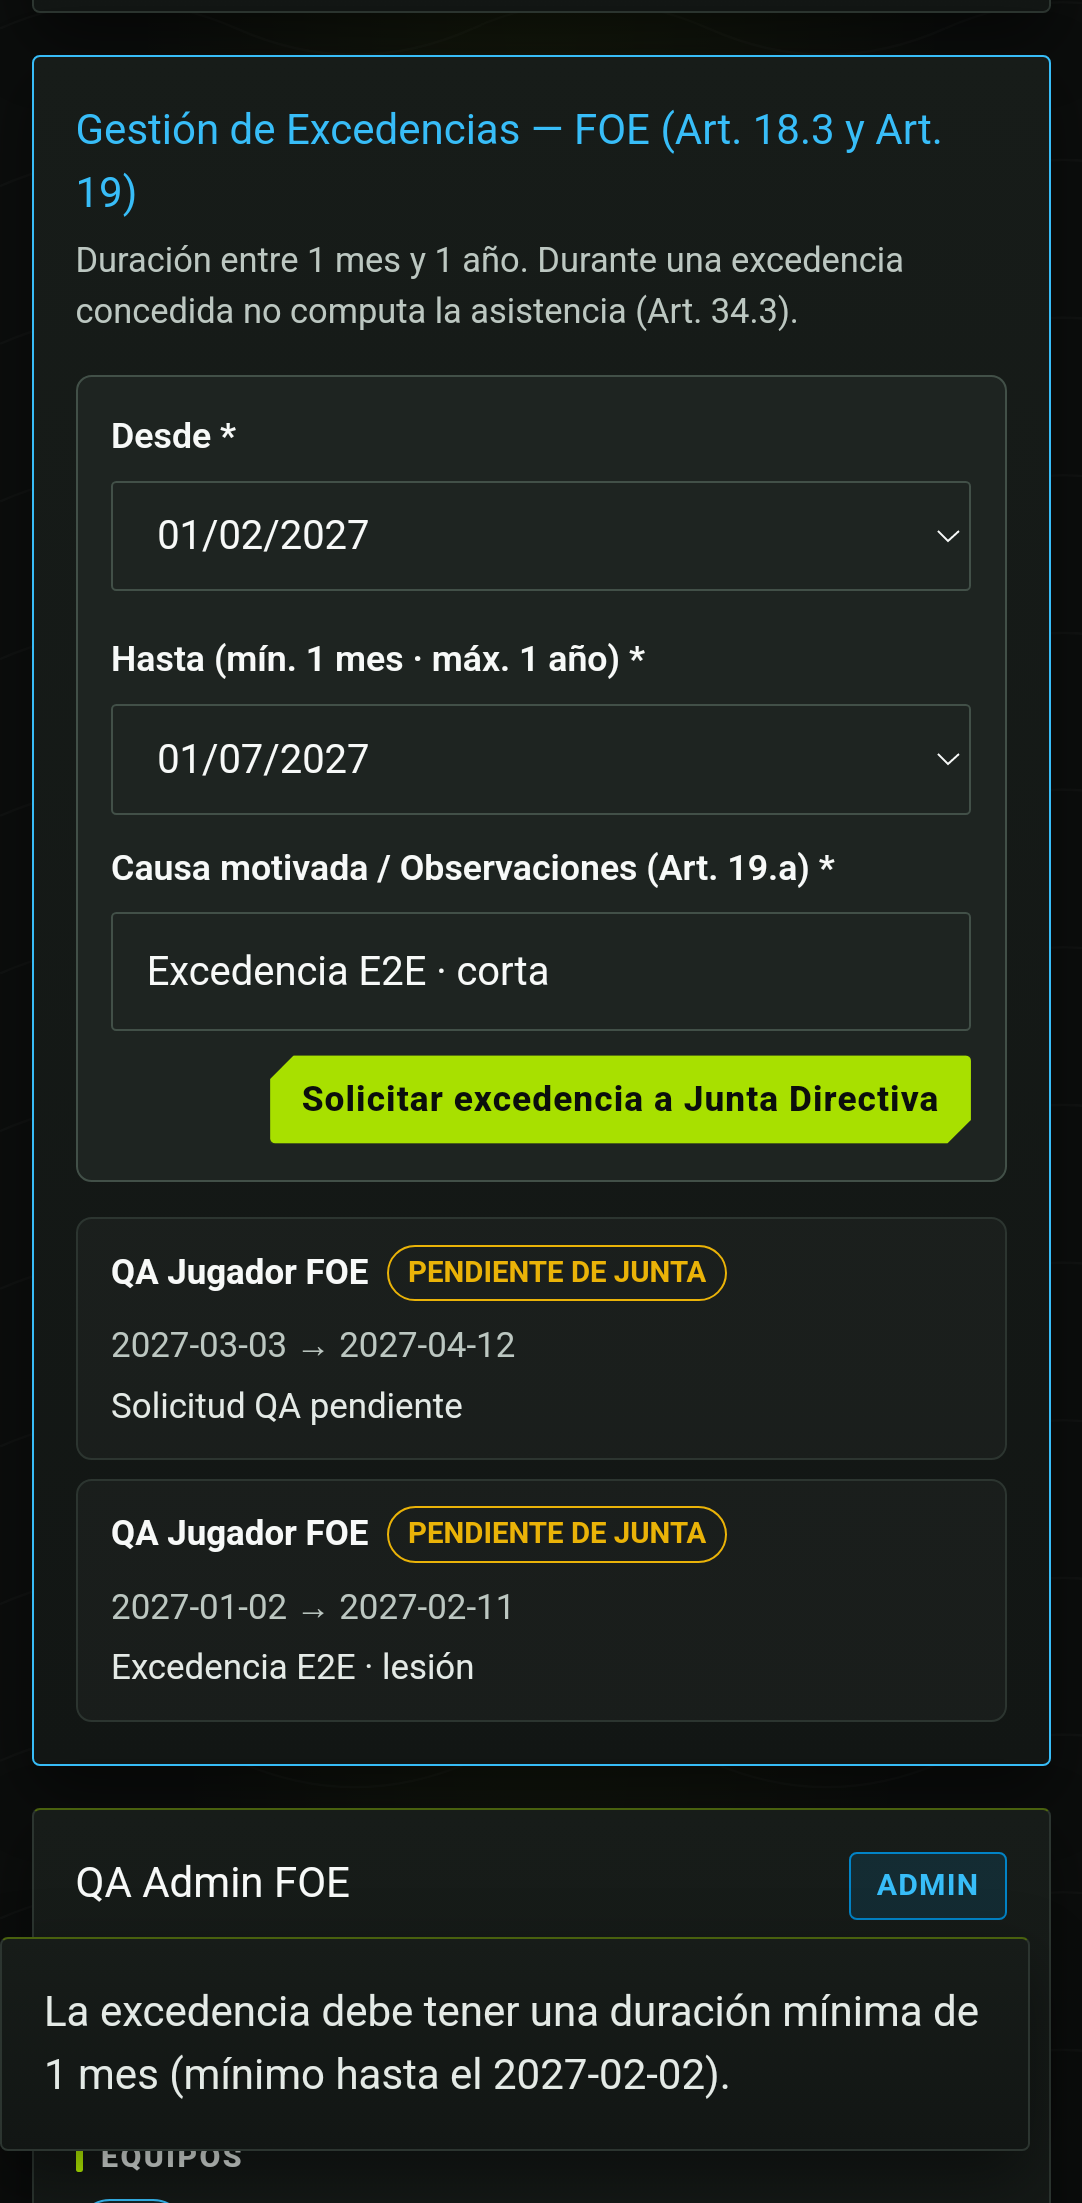 Gestión de Excedencias — FOE (Art. 18.3 y Art.
19)
Duración entre 1 mes y 1 año. Durante una excedencia
concedida no computa la asistencia (Art. 34.3).
Desde *
01/02/2027
Hasta (mín. 1 mes · máx. 1 año) *
01/07/2027
Causa motivada / Observaciones (Art. 19.a) *
Excedencia E2E · corta
Solicitar excedencia a Junta Directiva
QA Jugador FOE PENDIENTE DE JUNTA
2027-03-03 → 2027-04-12
Solicitud QA pendiente
QA Jugador FOE PENDIENTE DE JUNTA
2027-01-02 → 2027-02-11
Excedencia E2E · lesión
QA Admin FOE ADMIN
La excedencia debe tener una duración mínima de
1 mes (mínimo hasta el 2027-02-02).
EQUIPOS